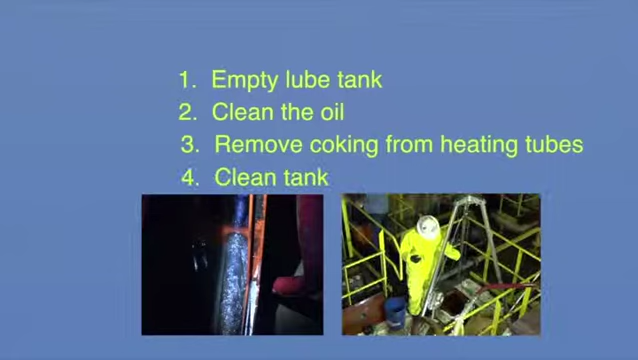 1. Empty lube tank
2. Clean the oil
3. Remove coking from heating tubes
4. Clean tank